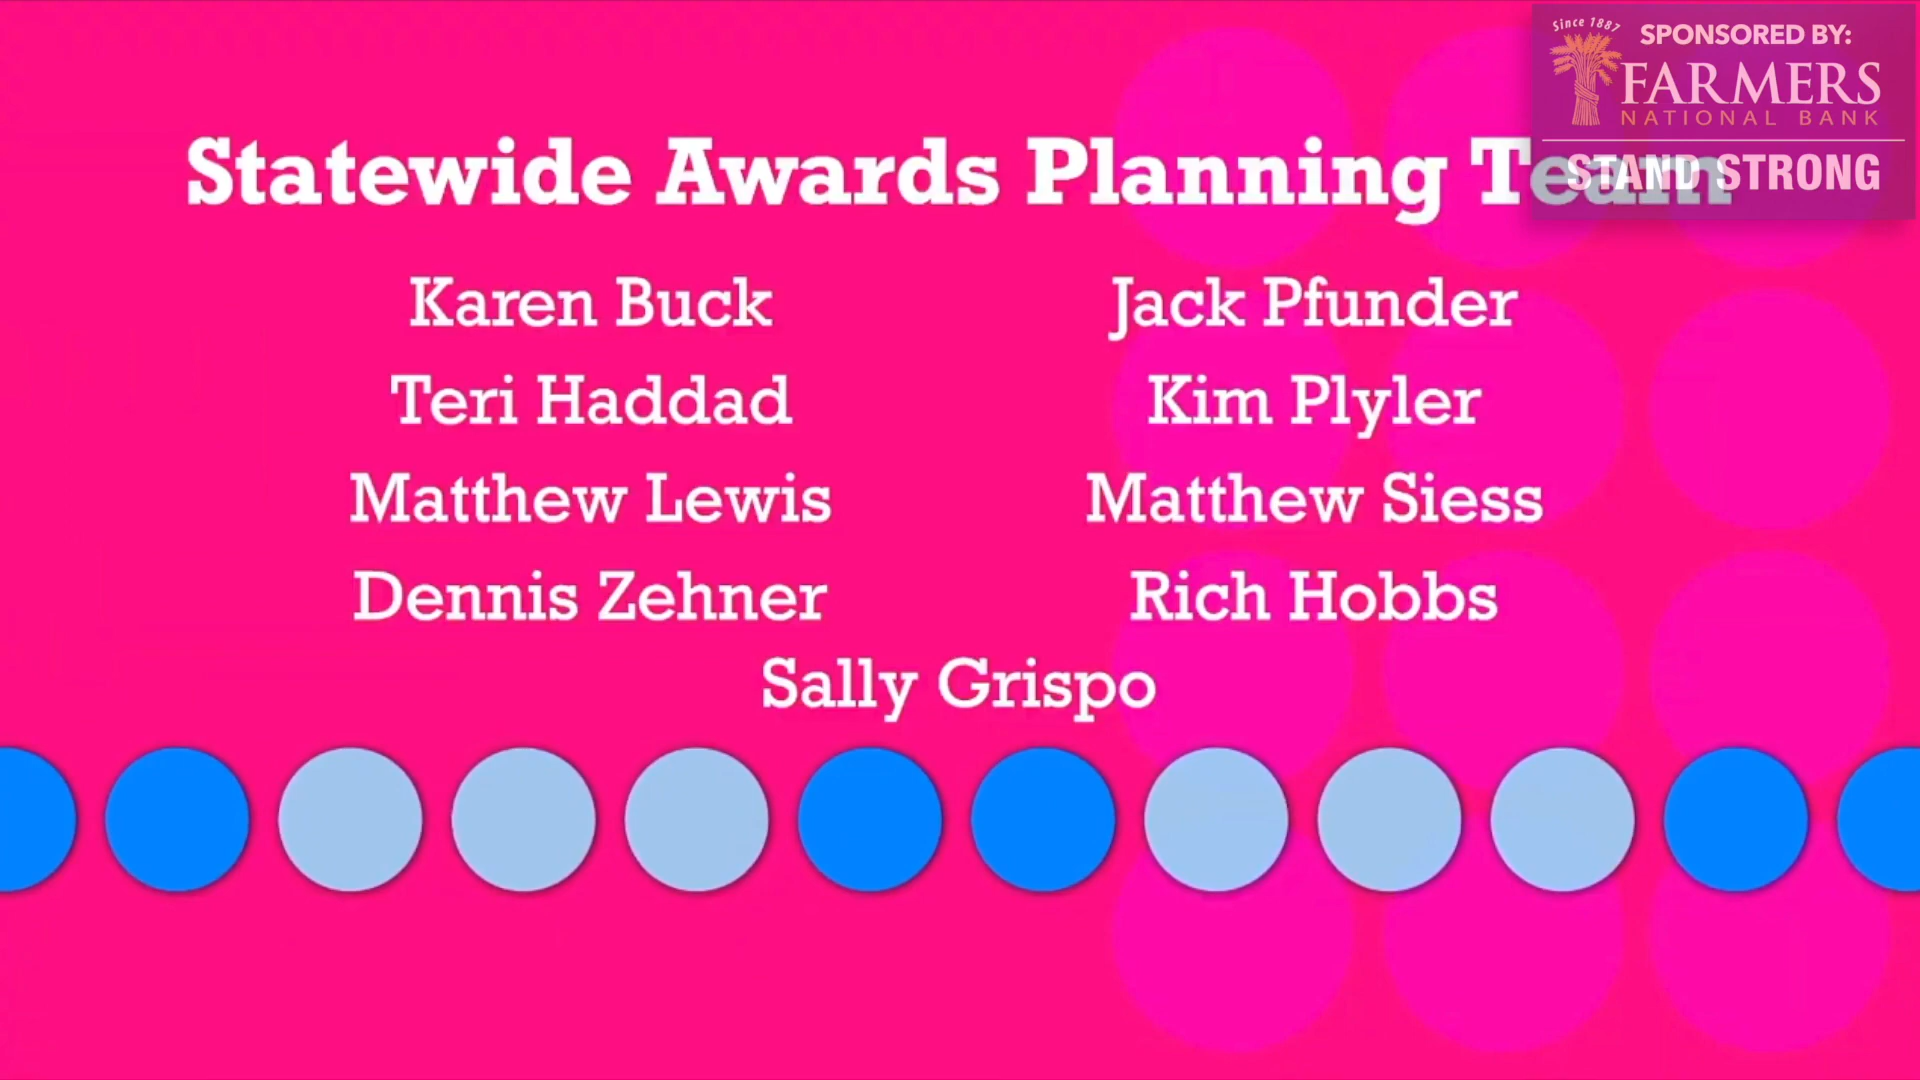 Since 1887
SPONSORED BY:
FARMERS
NATIONAL BANK
STAND STRONG
Statewide Awards Planning Team
Karen Buck
Jack Pfunder
Teri Haddad
Kim Plyler
Matthew Lewis
Matthew Siess
Dennis Zehner
Rich Hobbs
Sally Grispo